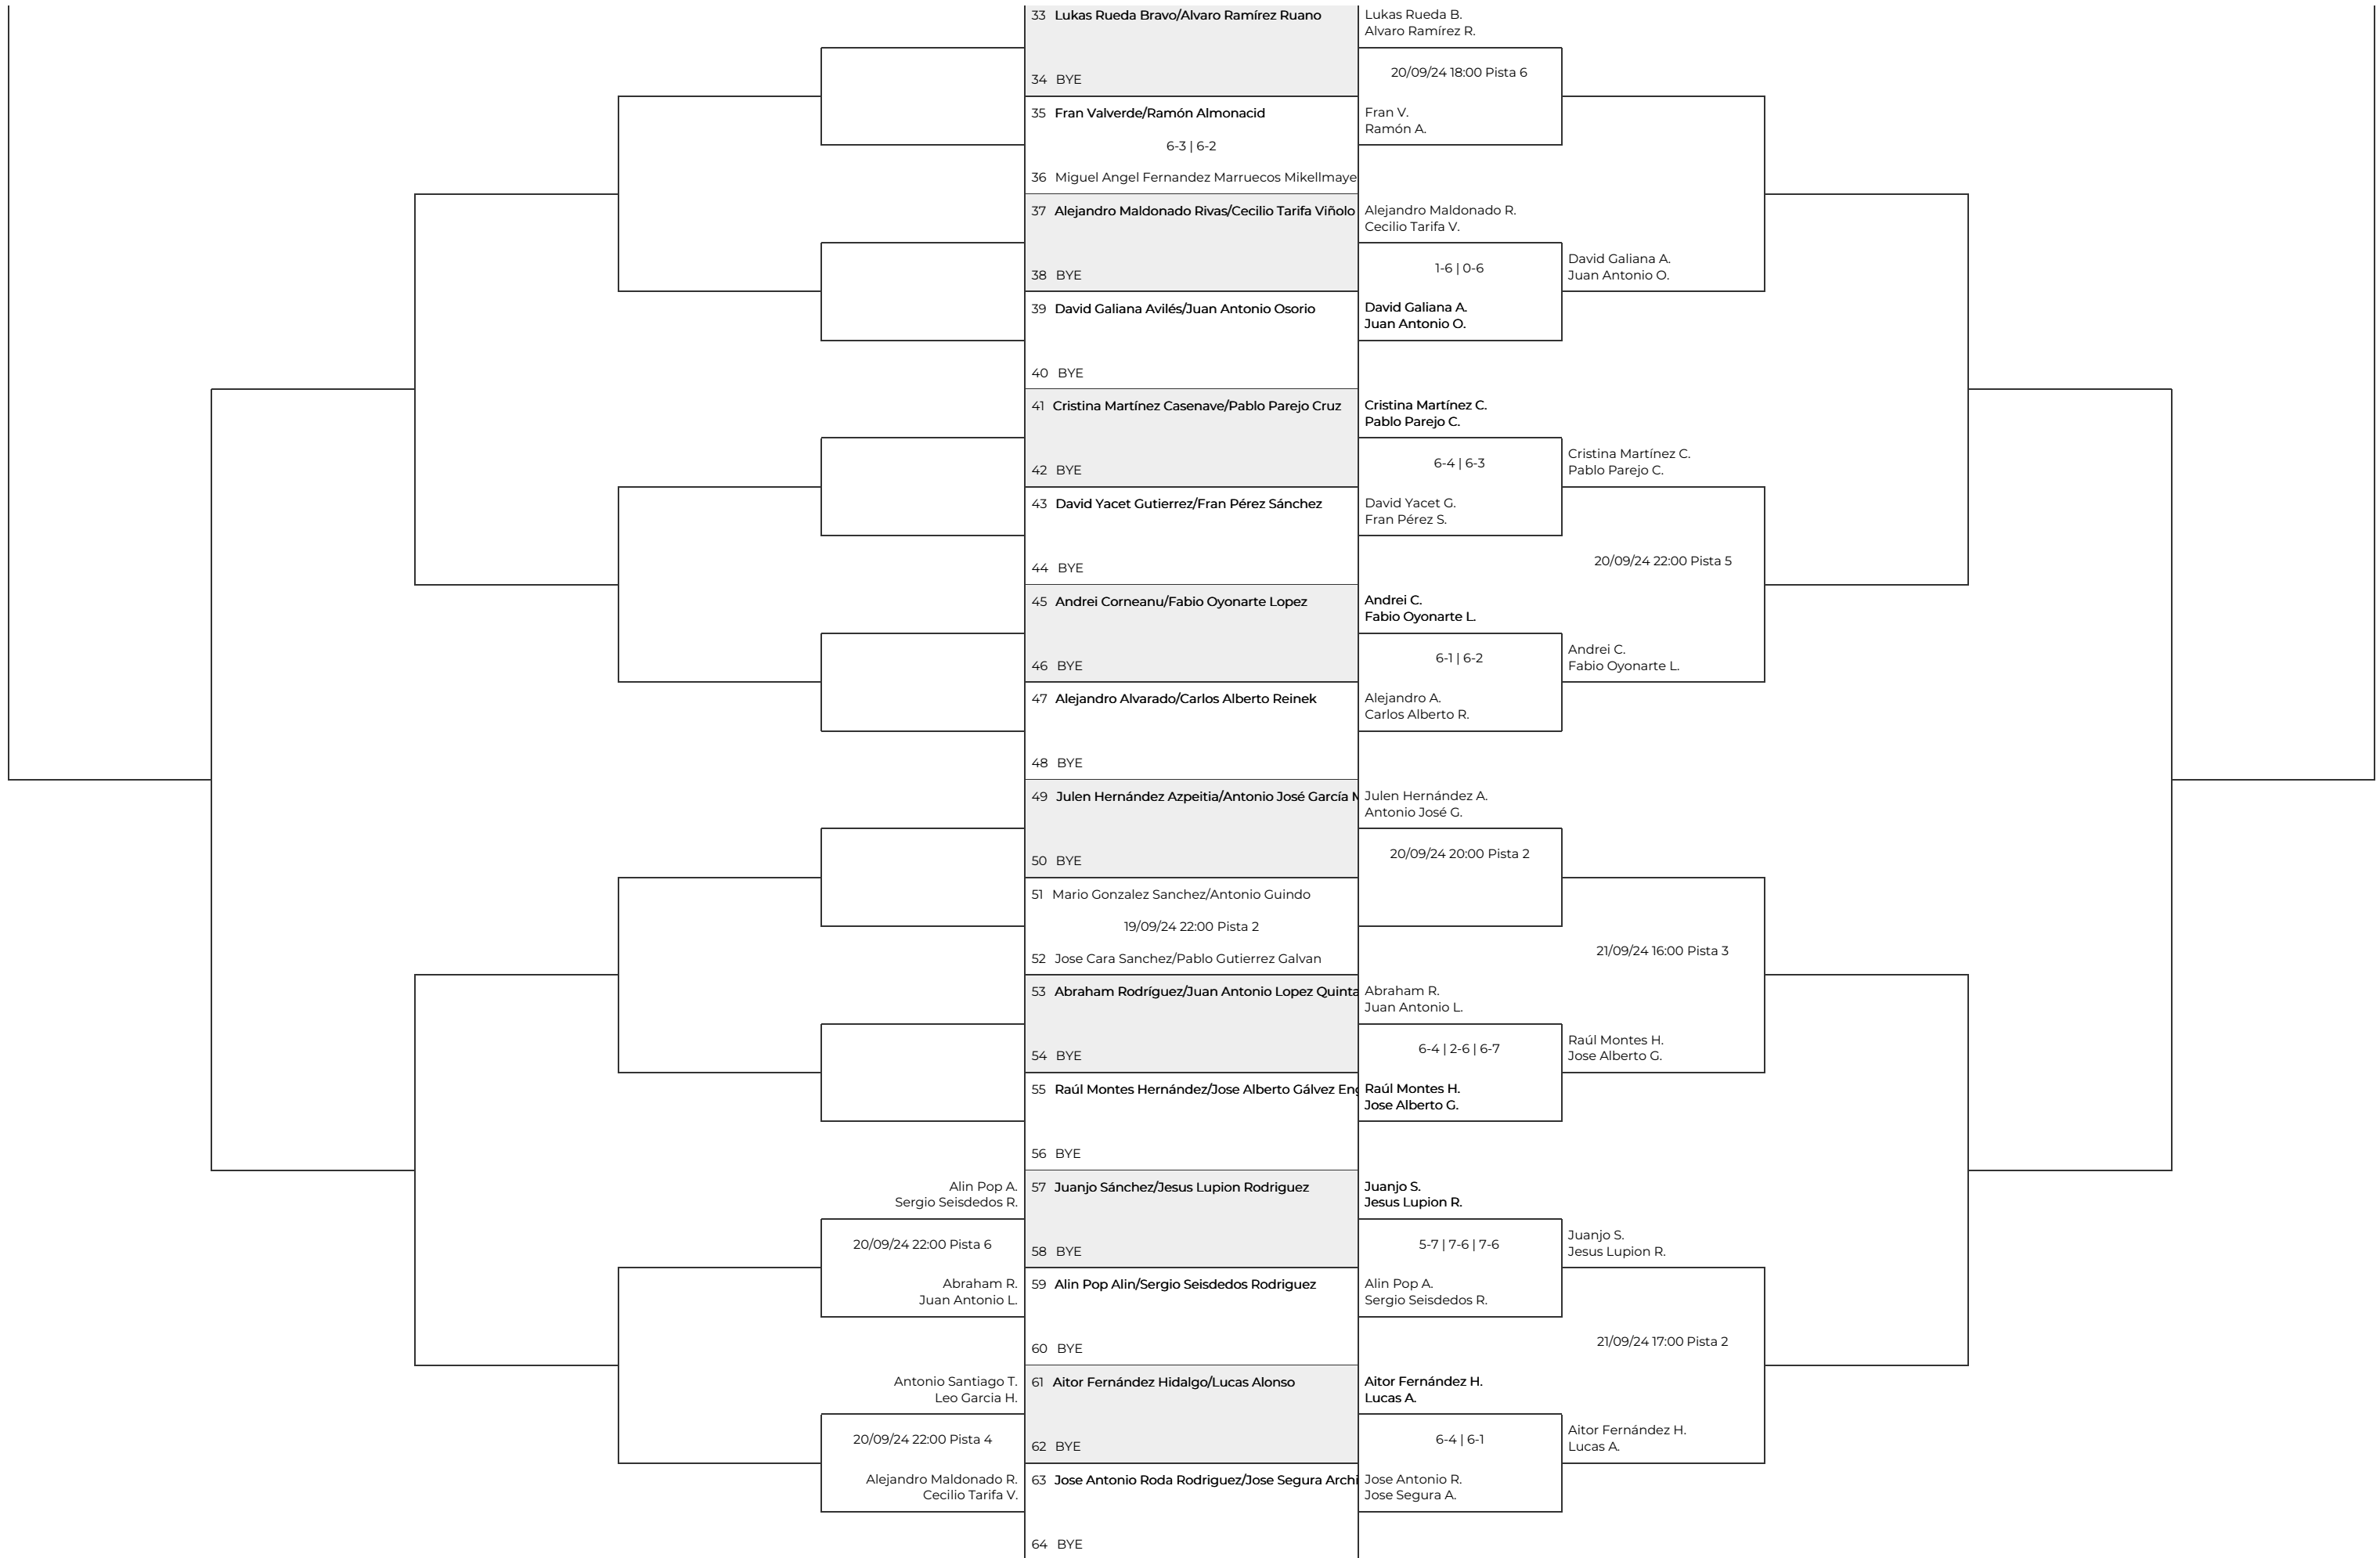 33 Lukas Rueda Bravo/Alvaro Ramírez Ruano
Lukas Rueda B.
Alvaro Ramírez R.
20/09/24 18:00 Pista 6
34 BYE
35 Fran Valverde/Ramón Almonacid
Fran V.
Ramón A.
6-3 | 6-2
36 Miguel Angel Fernandez Marruecos Mikellmaye
37 Alejandro Maldonado Rivas/Cecilio Tarifa Viñolo
Alejandro Maldonado R.
Cecilio Tarifa V.
David Galiana A.
Juan Antonio O.
1-6 | 0-6
38 BYE
39 David Galiana Avilés/Juan Antonio Osorio
David Galiana A.
Juan Antonio O.
40 BYE
41 Cristina Martínez Casenave/Pablo Parejo Cruz
Cristina Martínez C.
Pablo Parejo C.
Cristina Martínez C.
Pablo Parejo C.
6-4 | 6-3
42 BYE
43 David Yacet Gutierrez/Fran Pérez Sánchez
David Yacet G.
Fran Pérez S.
20/09/24 22:00 Pista 5
44 BYE
45 Andrei Corneanu/Fabio Oyonarte Lopez
Andrei C.
Fabio Oyonarte L.
Andrei C.
Fabio Oyonarte L.
6-1 | 6-2
46 BYE
47 Alejandro Alvarado/Carlos Alberto Reinek
Alejandro A.
Carlos Alberto R.
48 BYE
49 Julen Hernández Azpeitia/Antonio José García M
Julen Hernández A.
Antonio José G.
20/09/24 20:00 Pista 2
50 BYE
51 Mario Gonzalez Sanchez/Antonio Guindo
19/09/24 22:00 Pista 2
21/09/24 16:00 Pista 3
52 Jose Cara Sanchez/Pablo Gutierrez Galvan
53 Abraham Rodríguez/Juan Antonio Lopez Quinta
Abraham R.
Juan Antonio L.
Raúl Montes H.
Jose Alberto G.
6-4 | 2-6 | 6-7
54 BYE
55 Raúl Montes Hernández/Jose Alberto Gálvez Eng
Raúl Montes H.
Jose Alberto G.
56 BYE
Alin Pop A.
Sergio Seisdedos R.
57 Juanjo Sánchez/Jesus Lupion Rodriguez
Juanjo S.
Jesus Lupion R.
Juanjo S.
Jesus Lupion R.
20/09/24 22:00 Pista 6
5-7 | 7-6 | 7-6
58 BYE
Abraham R.
Juan Antonio L.
59 Alin Pop Alin/Sergio Seisdedos Rodriguez
Alin Pop A.
Sergio Seisdedos R.
21/09/24 17:00 Pista 2
60 BYE
Antonio Santiago T.
Leo Garcia H.
61 Aitor Fernández Hidalgo/Lucas Alonso
Aitor Fernández H.
Lucas A.
Aitor Fernández H.
Lucas A.
20/09/24 22:00 Pista 4
6-4 | 6-1
62 BYE
Alejandro Maldonado R.
Cecilio Tarifa V.
63 Jose Antonio Roda Rodriguez/Jose Segura Archi
Jose Antonio R.
Jose Segura A.
64 BYE